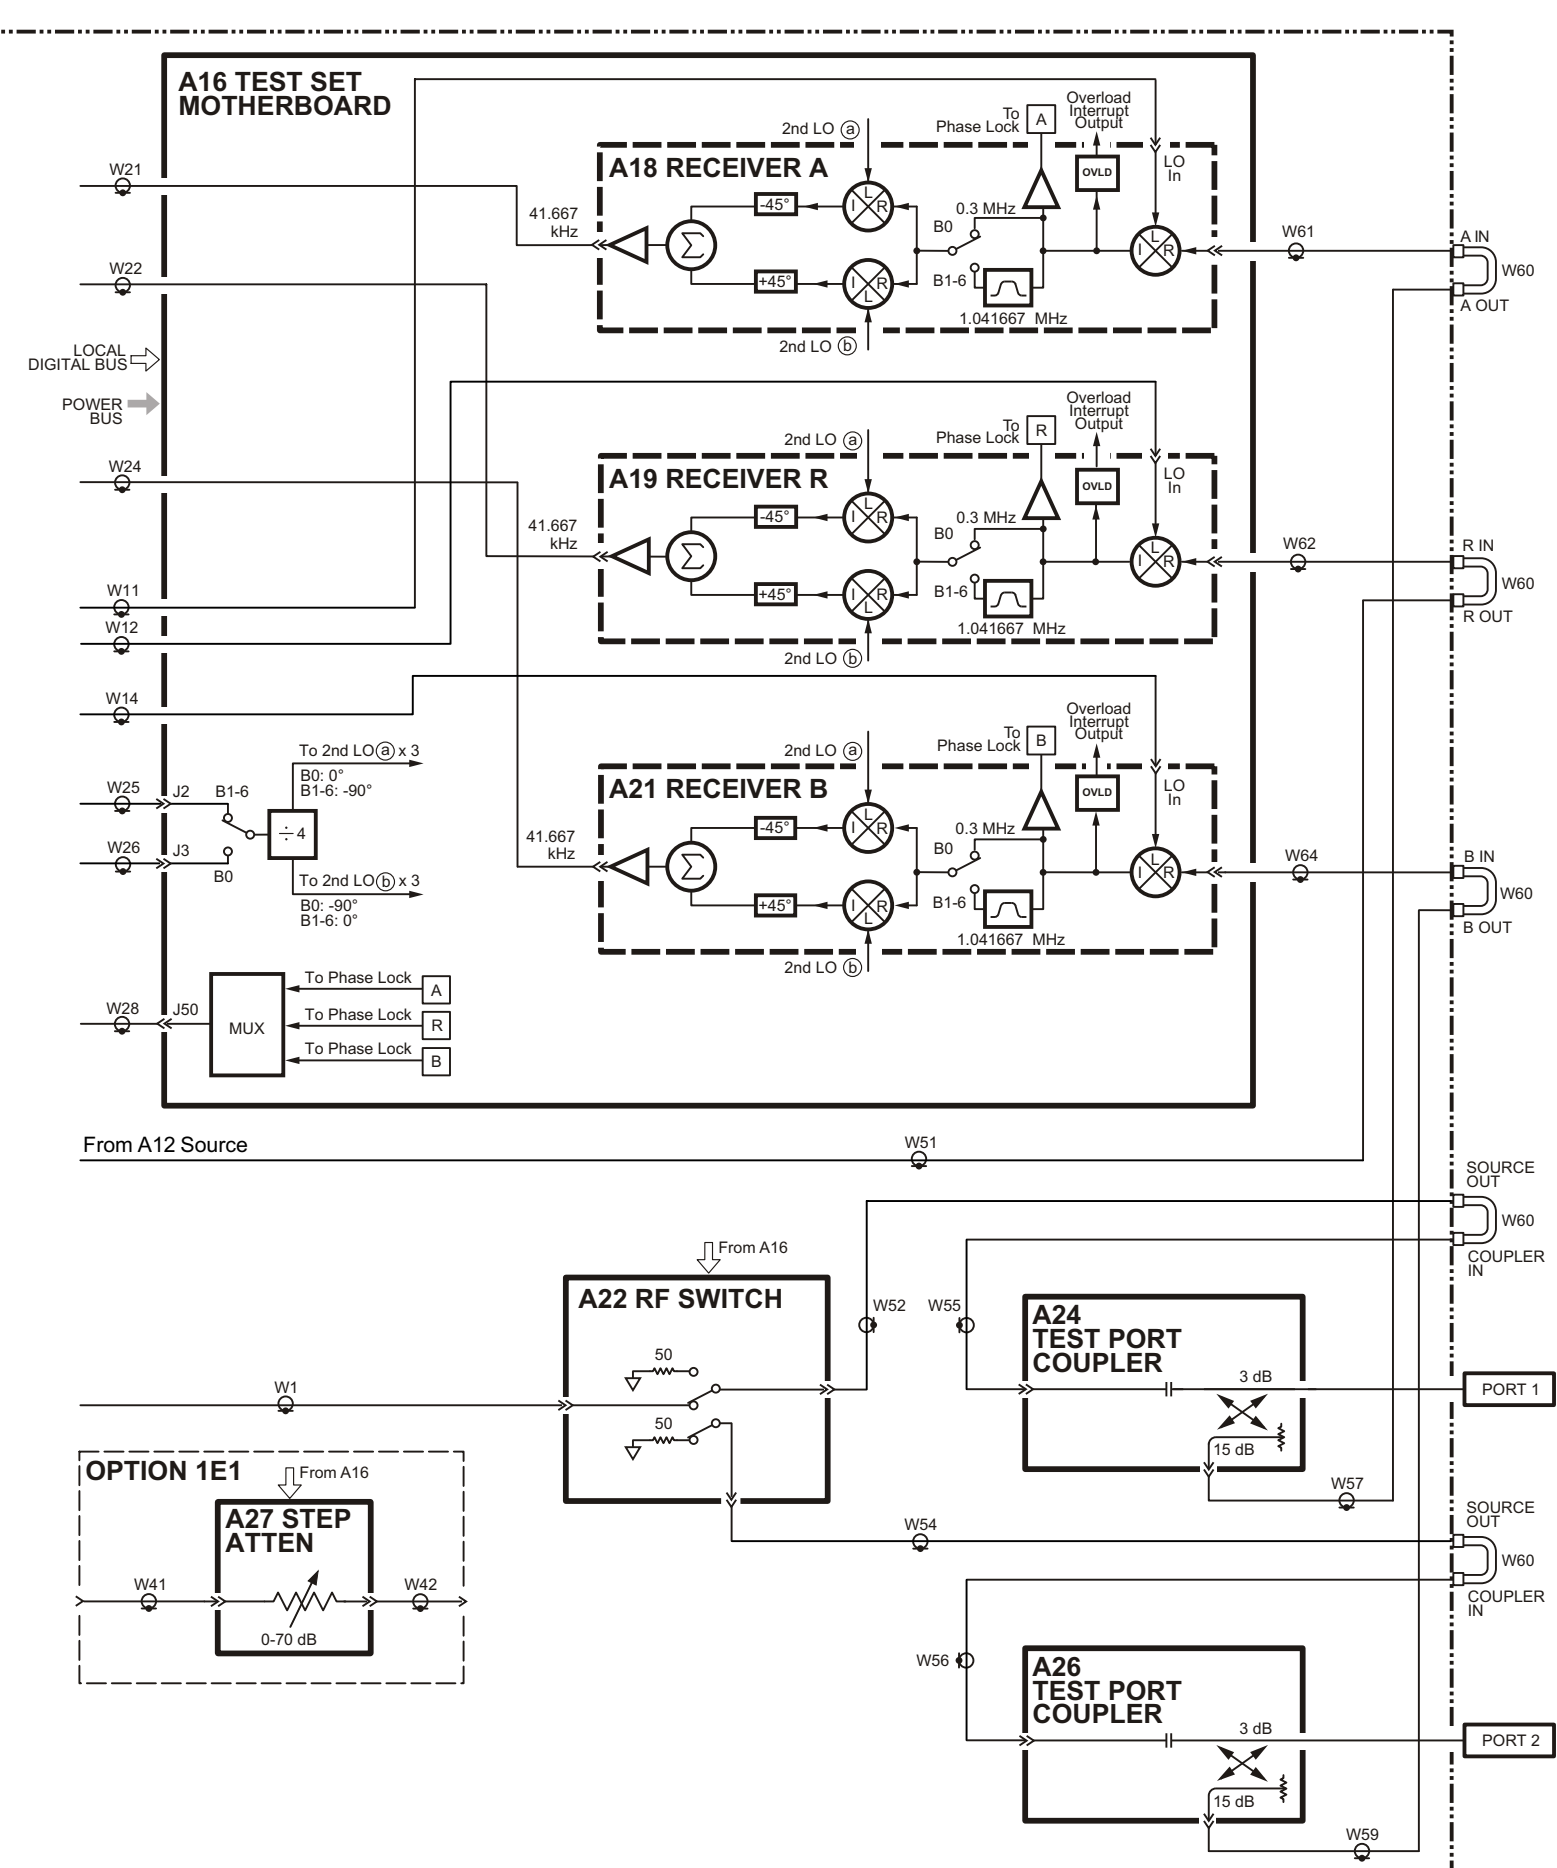 A16 TEST SET
MOTHERBOARD
W21
W22
LOCAL
DIGITAL BUS
POWER
BUS
W24
W11
W12
W14
W25
J2
W26
J3
B1-6
B0
÷4
To 2nd LO ⓐ x 3
B0: 0°
B1-6: -90°
To 2nd LO ⓑ x 3
B0: -90°
B1-6: 0°
W28
J50
MUX
To Phase Lock
A
To Phase Lock
R
To Phase Lock
B
A18 RECEIVER A
2nd LO ⓐ
To
Phase Lock
A
Overload
Interrupt
Output
OVLD
LO
In
41.667
kHz
Σ
-45°
+45°
L
I
R
I
R
L
B0
0.3 MHz
B1-6
1.041667 MHz
L
I
R
2nd LO ⓑ
W61
A IN
W60
A OUT
A19 RECEIVER R
2nd LO ⓐ
To
Phase Lock
R
Overload
Interrupt
Output
OVLD
LO
In
41.667
kHz
Σ
-45°
+45°
L
I
R
I
R
L
B0
0.3 MHz
B1-6
1.041667 MHz
L
I
R
2nd LO ⓑ
W62
R IN
W60
R OUT
A21 RECEIVER B
2nd LO ⓐ
To
Phase Lock
B
Overload
Interrupt
Output
OVLD
LO
In
41.667
kHz
Σ
-45°
+45°
L
I
R
I
R
L
B0
0.3 MHz
B1-6
1.041667 MHz
L
I
R
2nd LO ⓑ
W64
B IN
W60
B OUT
From A12 Source
W51
SOURCE
OUT
W60
COUPLER
IN
From A16
A22 RF SWITCH
50
50
W1
W52
W55
A24
TEST PORT
COUPLER
3 dB
15 dB
PORT 1
W57
OPTION 1E1
From A16
A27 STEP
ATTEN
W41
0-70 dB
W42
W54
SOURCE
OUT
W60
COUPLER
IN
W56
A26
TEST PORT
COUPLER
3 dB
15 dB
PORT 2
W59